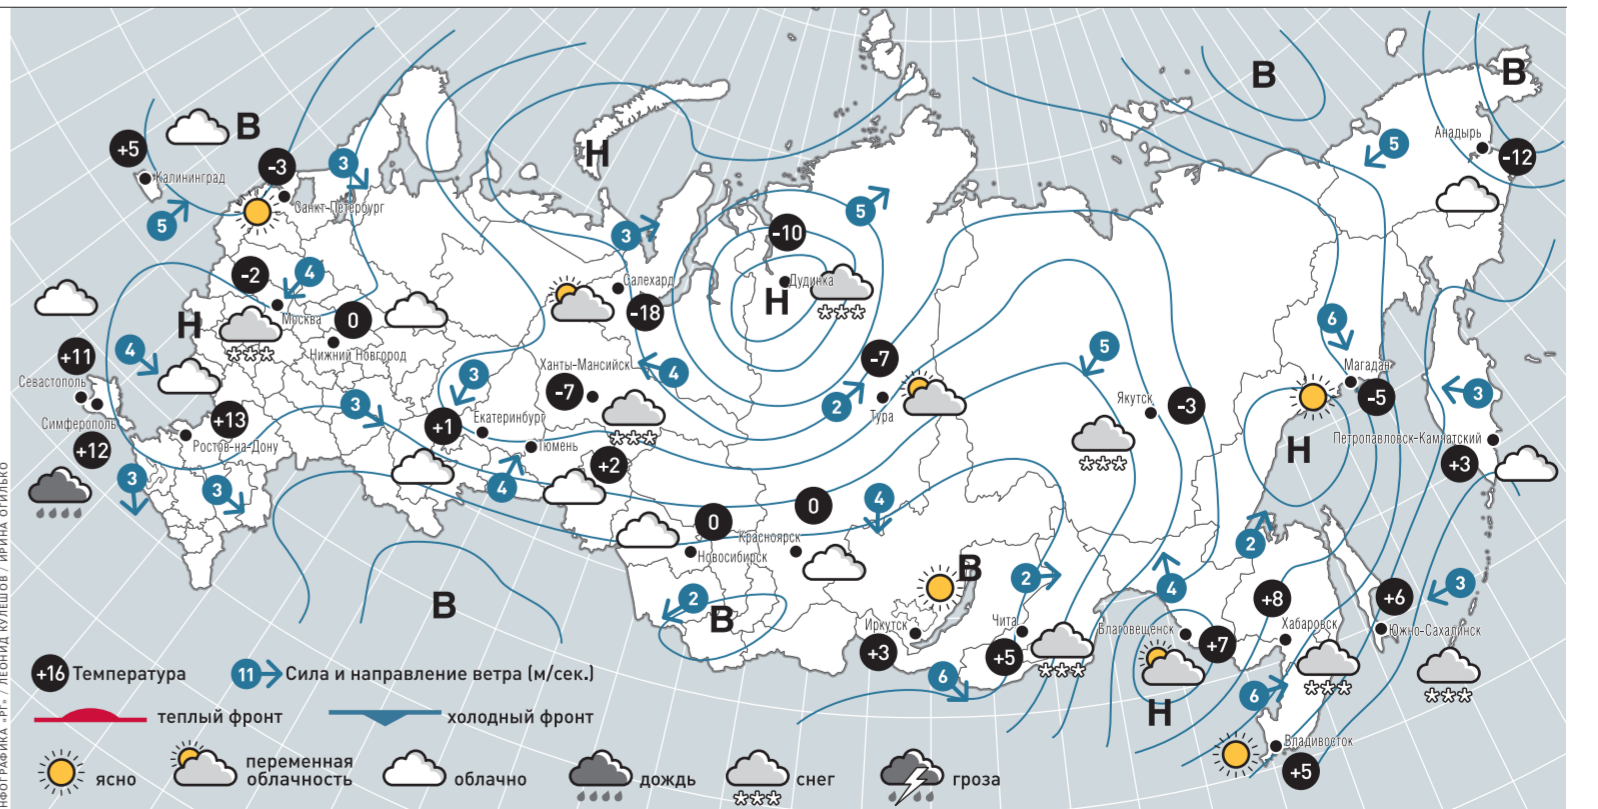 В
В
В
+5
Калининград
-3
Санкт-Петербург
3
5
Н
5
Анадырь
-12
5
3
-10
Дудинка
Н
-2
4
Москва
0
Нижний Новгород
Н
4
Салехард
-18
+11
Севастополь
Симферополь
+12
+13
Ростов-на-Дону
3
3
3
3
Екатеринбург
+1
Ханты-Мансийск
-7
4
Тюмень
+2
4
2
-7
Тура
5
Якутск
-3
6
Магадан
-5
3
Петропавловск-Камчатский
+3
Н
0
Новосибирск
0
Красноярск
4
2
В
В
В
2
Иркутск
+3
Чита
+5
6
4
Благовещенск
+7
Н
2
+8
Хабаровск
+6
Южно-Сахалинск
3
6
Владивосток
+5
+16 Температура
11 Сила и направление ветра (м/сек.)
теплый фронт
холодный фронт
ясно
переменная
облачность
облачно
дождь
снег
гроза
НФОГРАФИКА «РГ» / ЛЕОНИД КУЛЕШОВ / ИРИНА ОГИЛЬКО